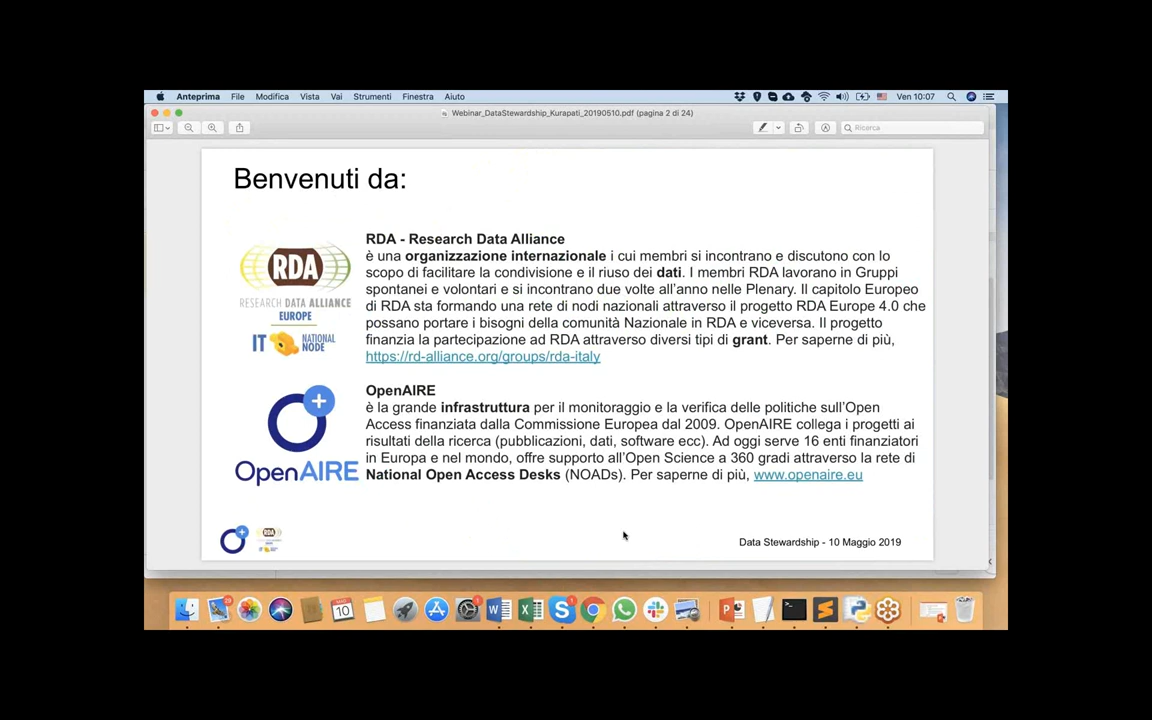 Anteprima File Modifica Vista Vai Strumenti Finestra Aiuto Ven 10:07
Webinar_DataStewardship_Kurapati_20190510.pdf (pagina 2 di 24)
Ricerca
Benvenuti da:
RDA
RESEARCH DATA ALLIANCE
EUROPE
IT NATIONAL
NODE
RDA - Research Data Alliance
è una organizzazione internazionale i cui membri si incontrano e discutono con lo
scopo di facilitare la condivisione e il riuso dei dati. I membri RDA lavorano in Gruppi
spontanei e volontari e si incontrano due volte all'anno nelle Plenary. Il capitolo Europeo
di RDA sta formando una rete di nodi nazionali attraverso il progetto RDA Europe 4.0 che
possano portare i bisogni della comunità Nazionale in RDA e viceversa. Il progetto
finanzia la partecipazione ad RDA attraverso diversi tipi di grant. Per saperne di più,
https://rd-alliance.org/groups/rda-italy
OpenAIRE
OpenAIRE
è la grande infrastruttura per il monitoraggio e la verifica delle politiche sull'Open
Access finanziata dalla Commissione Europea dal 2009. OpenAIRE collega i progetti ai
risultati della ricerca (pubblicazioni, dati, software ecc). Ad oggi serve 16 enti finanziatori
in Europa e nel mondo, offre supporto all'Open Science a 360 gradi attraverso la rete di
National Open Access Desks (NOADs). Per saperne di più, www.openaire.eu
RDA
Data Stewardship - 10 Maggio 2019
10